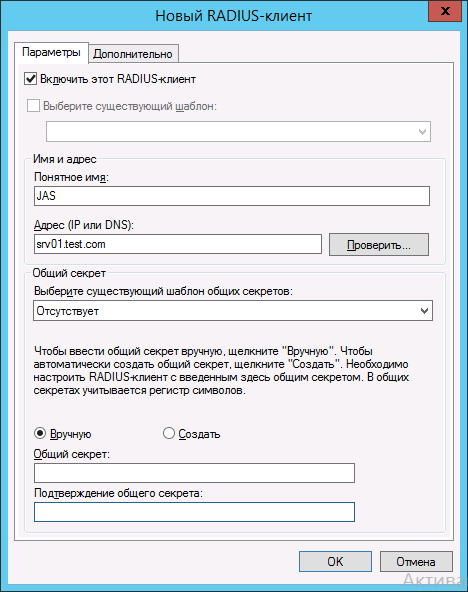 Новый RADIUS-клиент
x
Параметры
Дополнительно
Включить этот RADIUS-клиент
Выберите существующий шаблон:
Имя и адрес
Понятное имя:
JAS
Адрес (IP или DNS):
srv01.test.com
Проверить...
Общий секрет
Выберите существующий шаблон общих секретов:
Отсутствует
Чтобы ввести общий секрет вручную, щелкните "Вручную". Чтобы
автоматически создать общий секрет, щелкните "Создать". Необходимо
настроить RADIUS-клиент с введенным здесь общим секретом. В общих
секретах учитывается регистр символов.
Вручную
Создать
Общий секрет:
Подтверждение общего секрета:
OK
Отмена